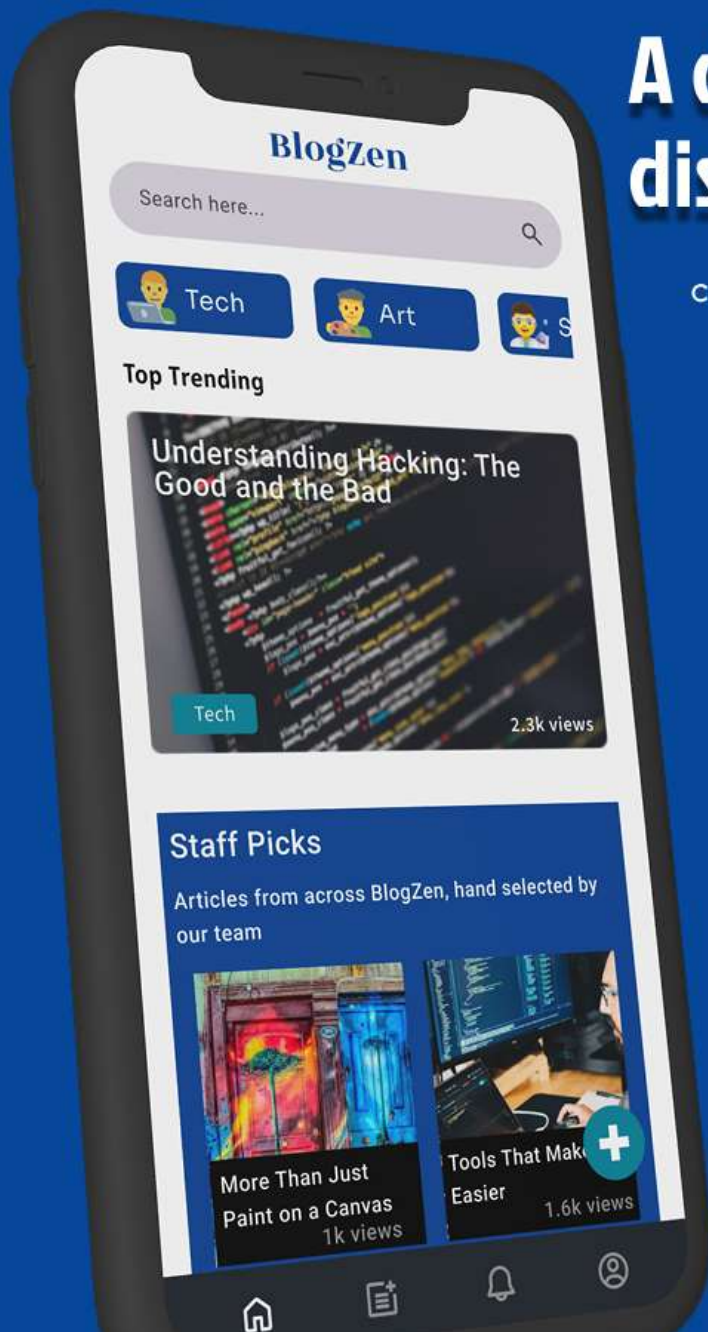 BlogZen
Search here...
Tech
Art
S
Top Trending
Understanding Hacking: The
Good and the Bad
Tech
2.3k views
Staff Picks
Articles from across BlogZen, hand selected by
our team
More Than Just
Paint on a Canvas
1k views
Tools That Mak
Easier
1.6k views
A